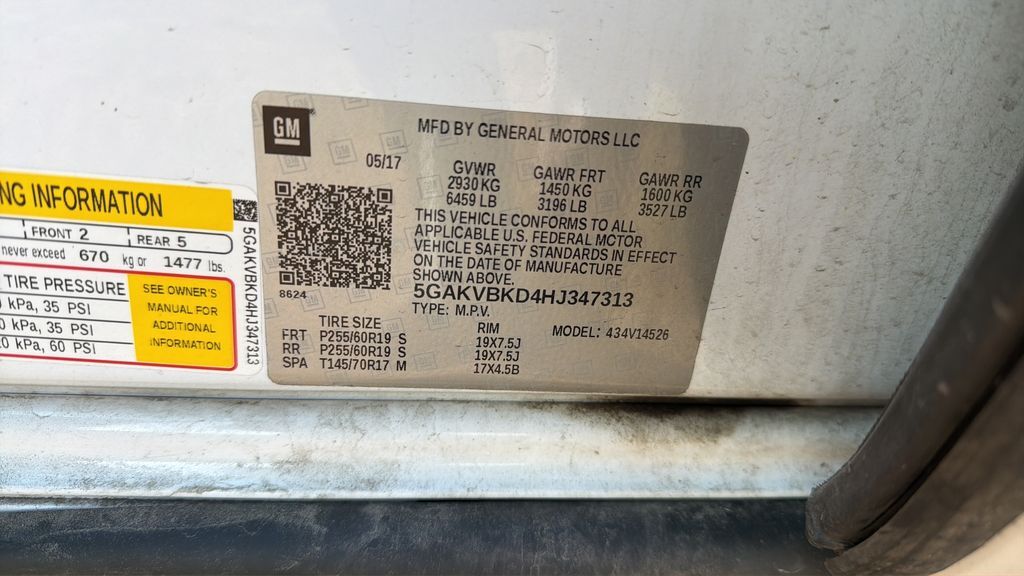 GM
MFD BY GENERAL MOTORS LLC
05/17
GVWR GAWR FRT GAWR RR
2930 KG 1450 KG 1600 KG
6459 LB 3196 LB 3527 LB
THIS VEHICLE CONFORMS TO ALL
APPLICABLE U.S. FEDERAL MOTOR
VEHICLE SAFETY STANDARDS IN EFFECT
ON THE DATE OF MANUFACTURE
SHOWN ABOVE.
8624
5GAKVBKD4HJ347313
TYPE: M.P.V.
TIRE SIZE RIM MODEL: 434V14526
FRT P255/60R19 S 19X7.5J
RR P255/60R19 S 19X7.5J
SPA T145/70R17 M 17X4.5B
NG INFORMATION
FRONT 2 REAR 5
never exceed 670 kg or 1477 lbs.
TIRE PRESSURE
kPa, 35 PSI
0 kPa, 35 PSI
20 kPa, 60 PSI
SEE OWNER'S
MANUAL FOR
ADDITIONAL
INFORMATION
5GAKVBKD4HJ347313